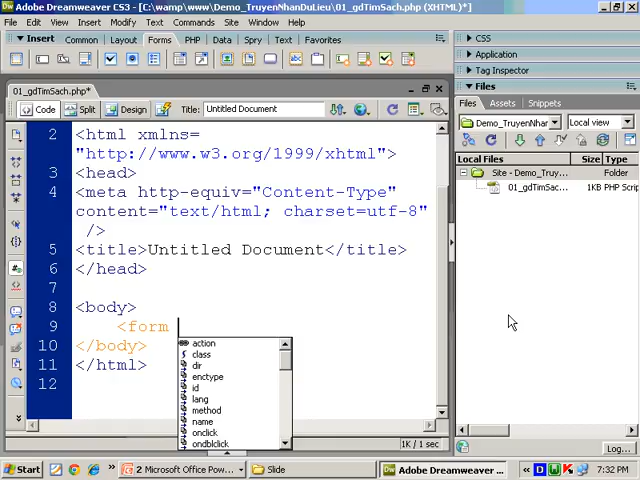 Adobe Dreamweaver CS3 - [C:\wamp\www\Demo_TruyenNhanDuLieu\01_gdTimSach.php (XHTML*)]
File Edit View Insert Modify Text Commands Site Window Help
Insert Common Layout Forms PHP Data Spry Text Favorites
CSS
Application
Tag Inspector
Files
Files Assets Snippets
Demo_TruyenNhan Local view
Local Files Size Type
Site - Demo_Try... Folder
01_gdTimSac... 1KB PHP Scrip
01_gdTimSach.php*
Code Split Design Title: Untitled Document
2 <html xmlns=
"http://www.w3.org/1999/xhtml">
3 <head>
4 <meta http-equiv="Content-Type"
content="text/html; charset=utf-8"
/>
5 <title>Untitled Document</title>
6 </head>
7
8 <body>
9 <form
10 </body>
11 </html>
12
action
class
dir
enctype
id
lang
method
name
onclick
ondblclick
1K / 1 sec
Log...
Start 2 Microsoft Office Pow... Slide Adobe Dreamweaver ... 7:32 PM